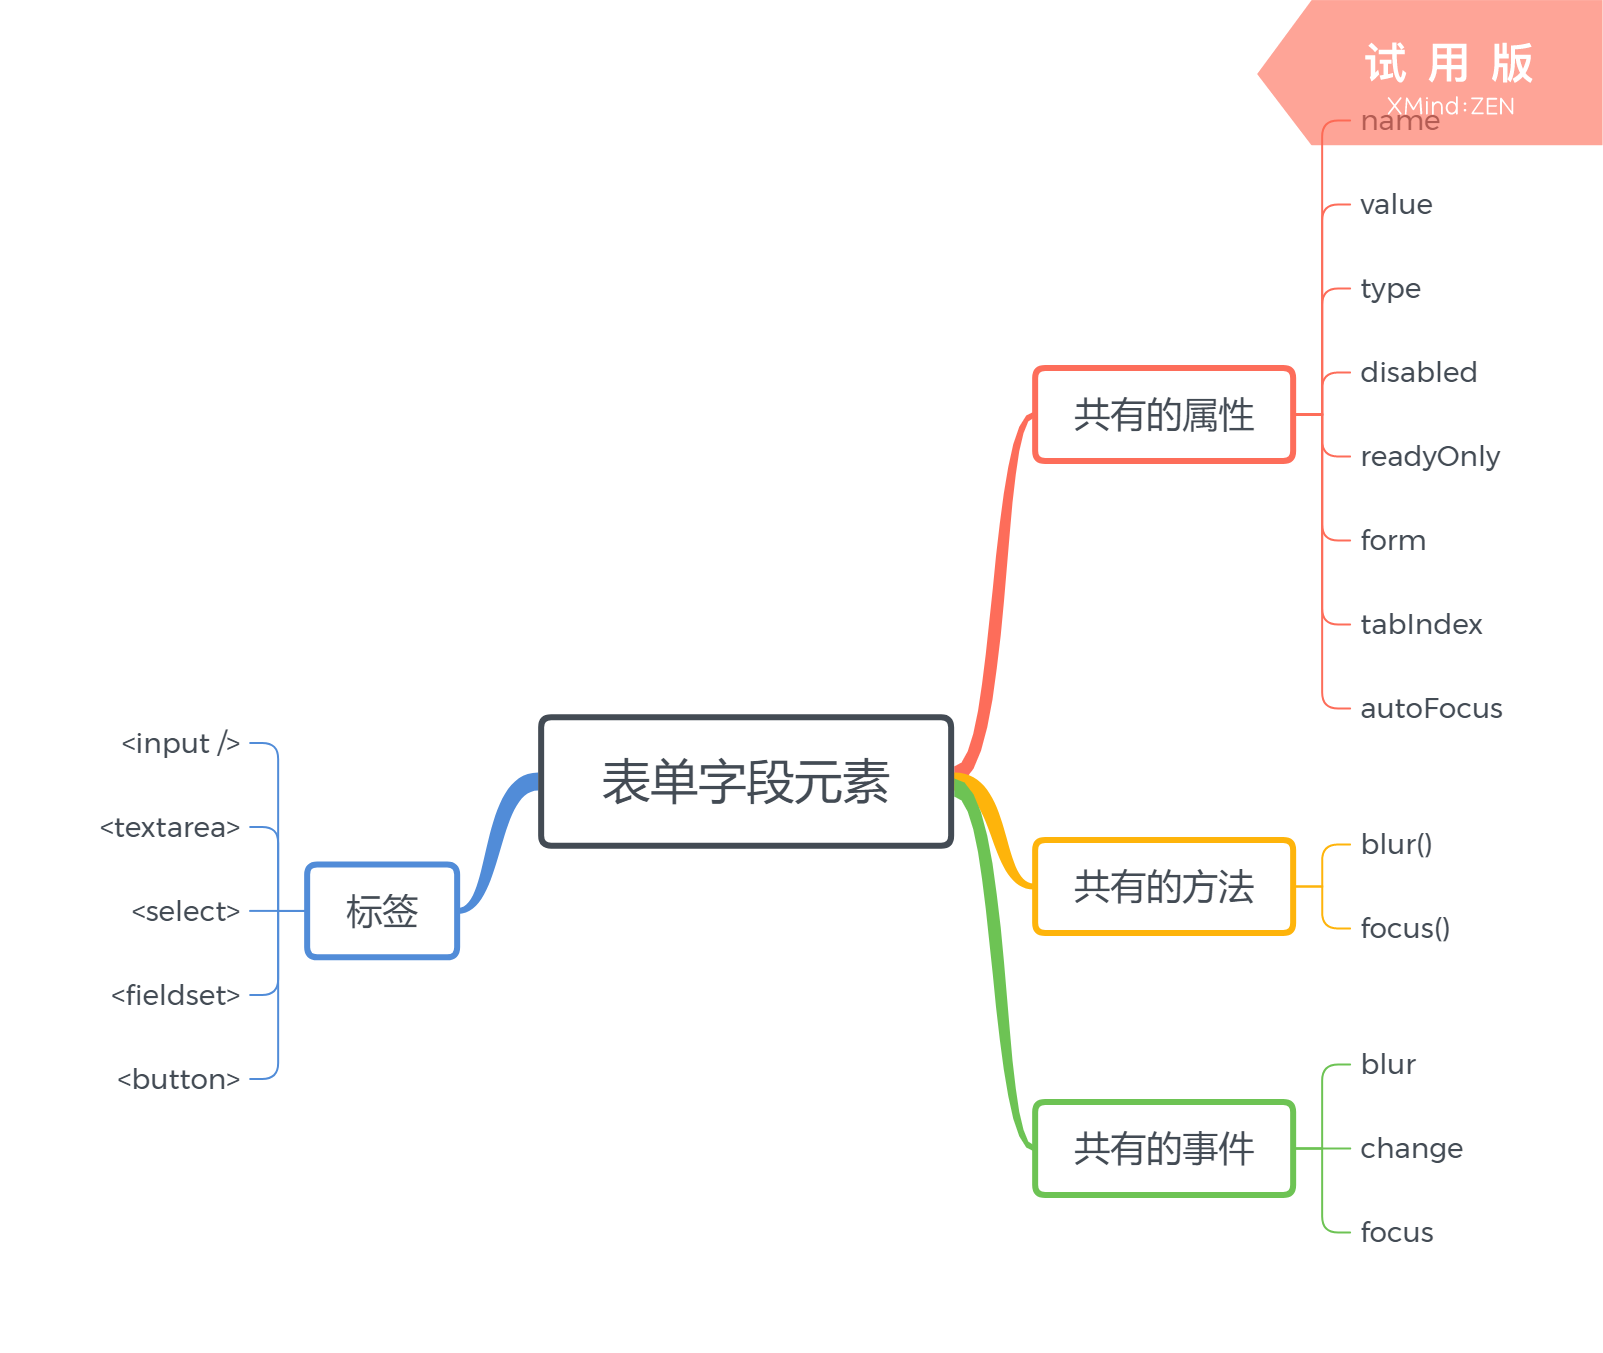 试 用 版
XMind:ZEN
name
value
type
disabled
共有的属性
readyOnly
form
tabIndex
autoFocus
表单字段元素
<input />
<textarea>
<select>
<fieldset>
<button>
标签
共有的方法
blur()
focus()
共有的事件
blur
change
focus